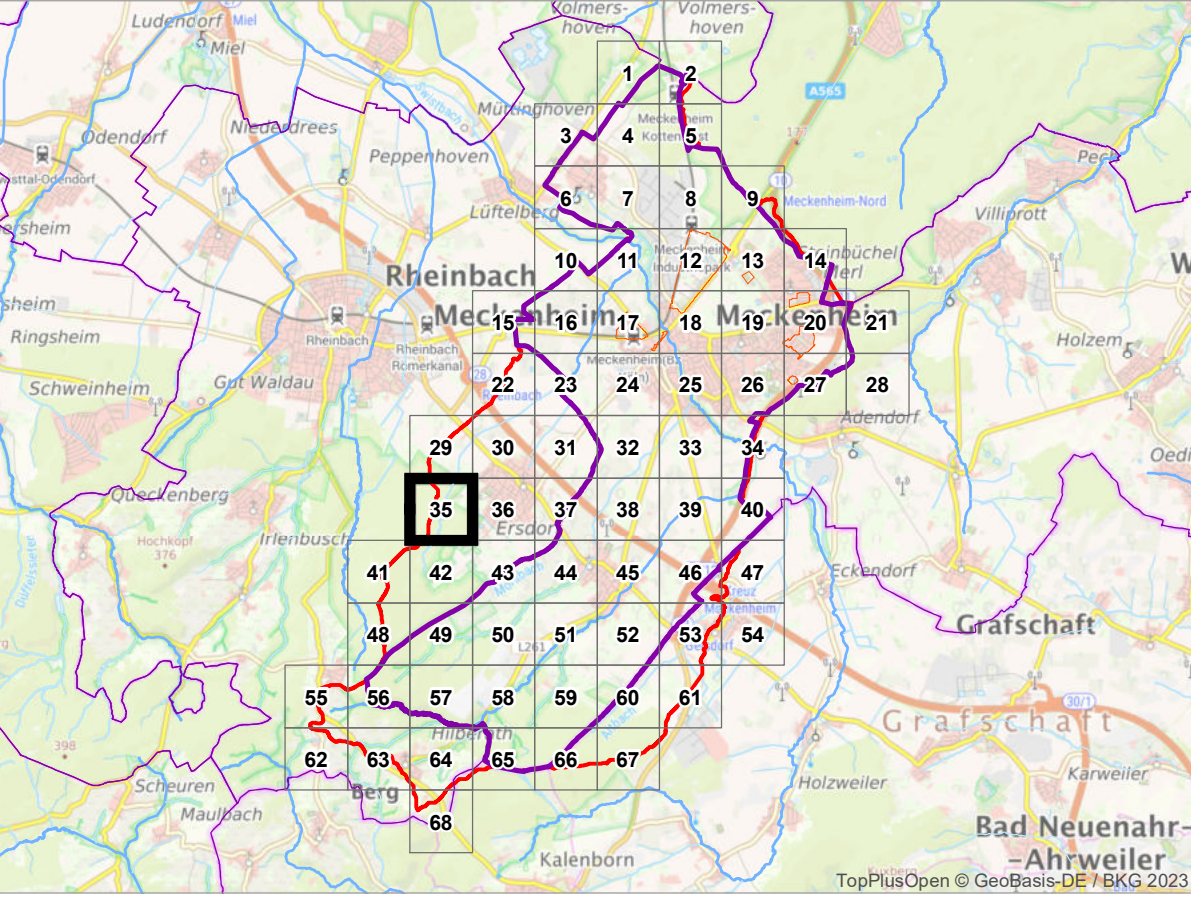 Ludendorf
Miel
Miel
Volmers-
hoven
Volmers-
hoven
A565
Swistbach
Müttinghoven
Odendorf
Niederdrees
Peppenhoven
Lüftelberg
Meckenheim
1 2
3 4 5
6 7 8 9
10
Meckenheim-Nord
Pech
Villiprott
Rheinbach
10 11 12 13 14
Meckenheim
Meckenheim
15 16 17 18 19 20 21
Ringsheim
Rheinbach
Rheinbach
Römerkanal
Holzem
Schweinheim
Gut Waldau
22 23 24 25 26 27 28
Rheinbach
Adendorf
29 30 31 32 33 34
Queckenberg
35 36 37 38 39 40
Irlenbusch
Hochkopf
376
41 42 43 44 45 46 47
Eckendorf
Meckenheim
Grafschaft
48 49 50 51 52 53 54
L261
55 56 57 58 59 60 61
30/1
Grafschaft
Hilberath
398
62 63 64 65 66 67
Scheuren
Berg
Holzweiler
Karweiler
Maulbach
68
Bad Neuenahr-
-Ahrweiler
Kalenborn
TopPlusOpen © GeoBasis-DE / BKG 2023